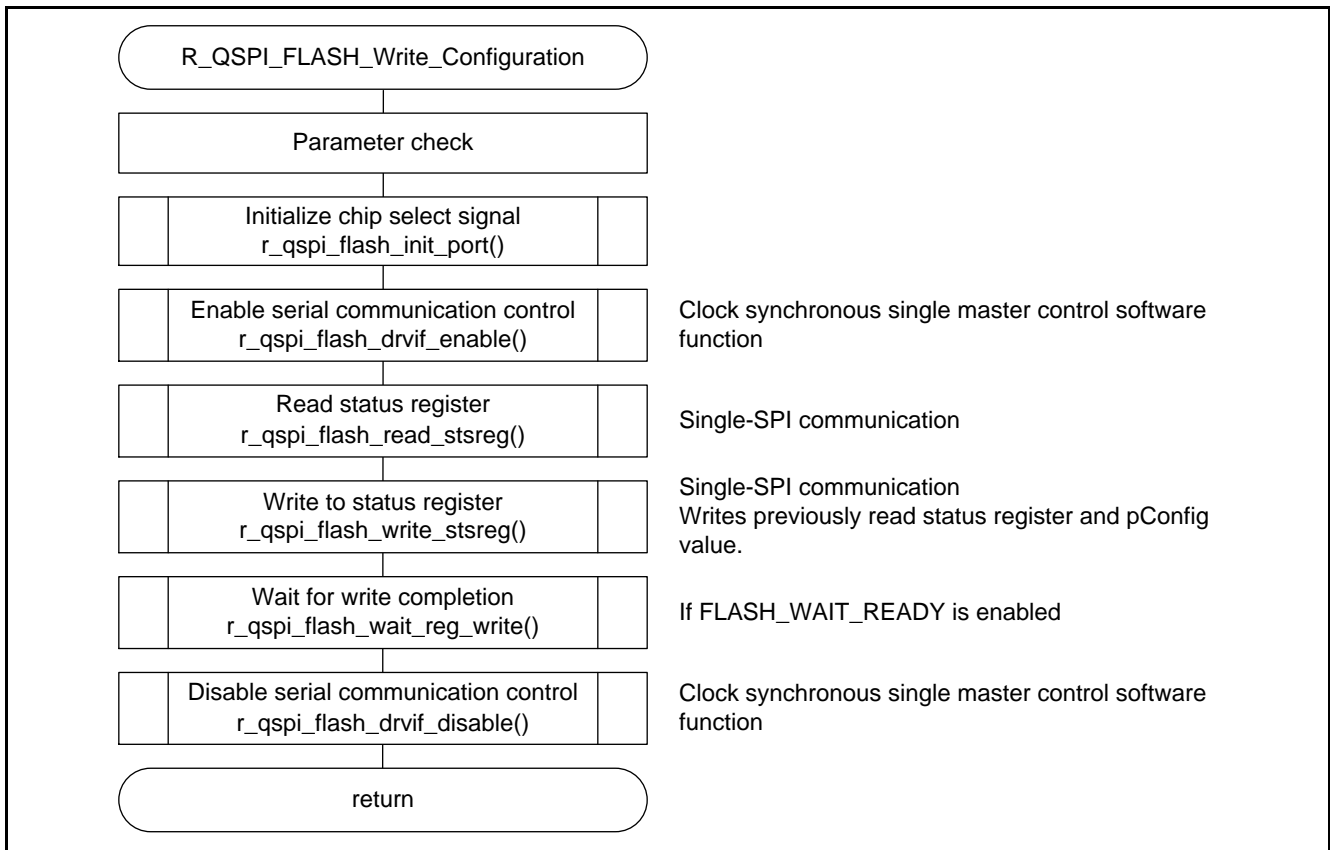 R_QSPI_FLASH_Write_Configuration
Parameter check
Initialize chip select signal
r_qspi_flash_init_port()
Enable serial communication control
r_qspi_flash_drvif_enable()
Clock synchronous single master control software
function
Read status register
r_qspi_flash_read_stsreg()
Single-SPI communication
Write to status register
r_qspi_flash_write_stsreg()
Single-SPI communication
Writes previously read status register and pConfig
value.
Wait for write completion
r_qspi_flash_wait_reg_write()
If FLASH_WAIT_READY is enabled
Disable serial communication control
r_qspi_flash_drvif_disable()
Clock synchronous single master control software
function
return